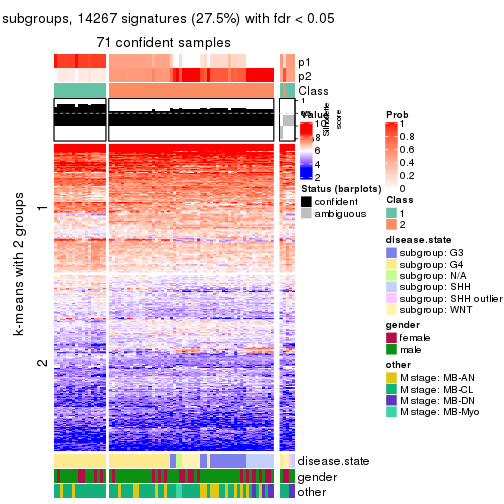 subgroups, 14267 signatures (27.5%) with fdr < 0.05
71 confident samples
p1
p2
Class
1
0.5
0
Silhouette
score
k-means with 2 groups
1
2
disease.state
gender
other
Value
10
8
6
4
2
Status (barplots)
confident
ambiguous
Prob
1
0.8
0.6
0.4
0.2
0
Class
1
2
disease.state
subgroup: G3
subgroup: G4
subgroup: N/A
subgroup: SHH
subgroup: SHH outlier
subgroup: WNT
gender
female
male
other
M stage: MB-AN
M stage: MB-CL
M stage: MB-DN
M stage: MB-Myo